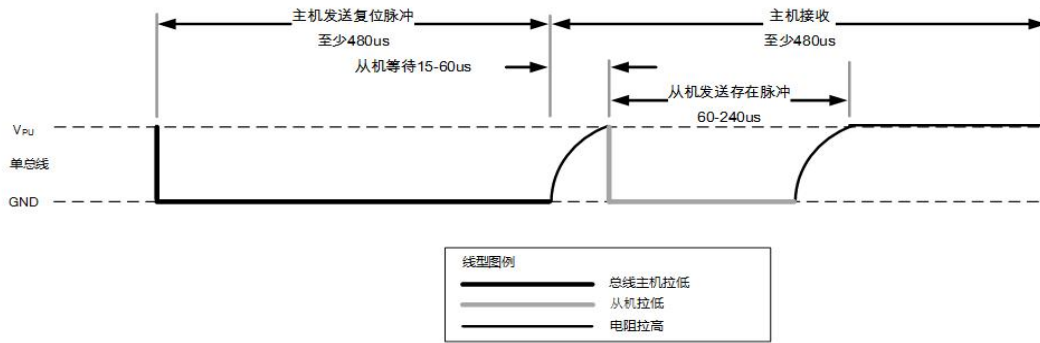 主机发送复位脉冲
至少480us
主机接收
至少480us
从机等待15-60us
从机发送存在脉冲
60-240us
VPU
单总线
GND
线型图例
总线主机拉低
从机拉低
电阻拉高